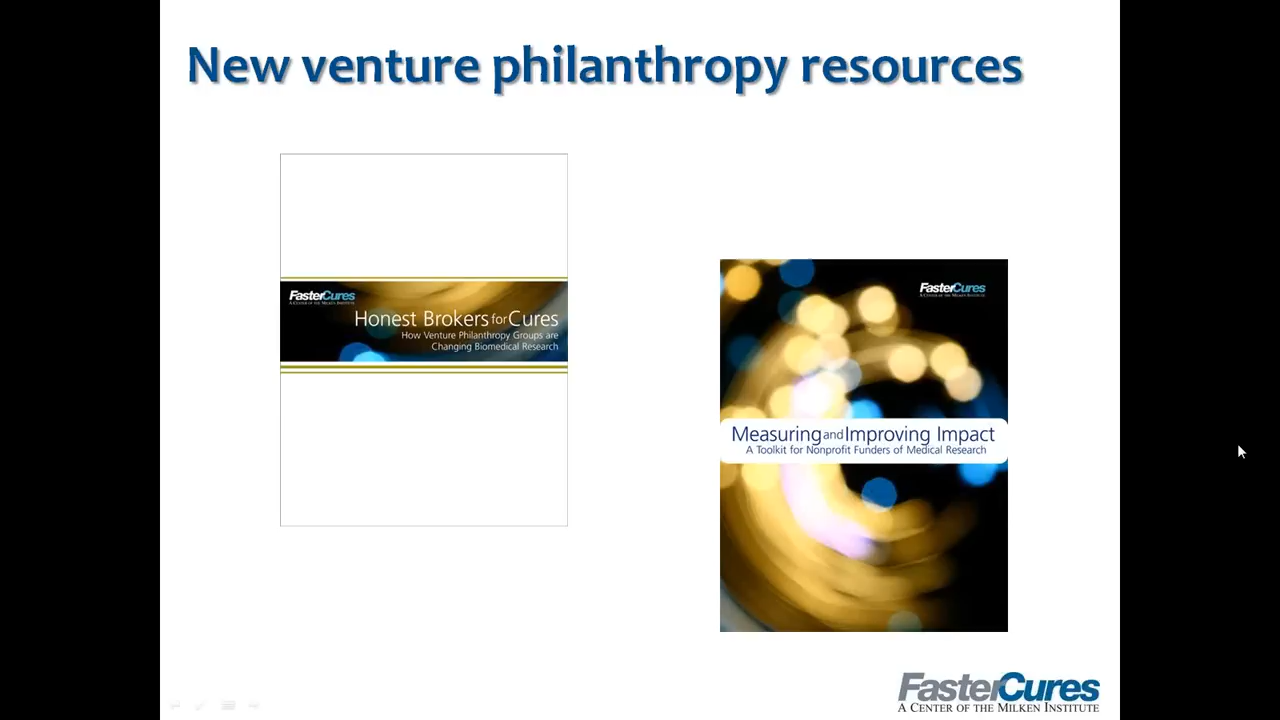 New venture philanthropy resources
FasterCures
A CENTER OF THE MILKEN INSTITUTE
Honest Brokers for Cures
How Venture Philanthropy Groups are
Changing Biomedical Research
FasterCures
A CENTER OF THE MILKEN INSTITUTE
Measuring and Improving Impact
A Toolkit for Nonprofit Funders of Medical Research
FasterCures
A CENTER OF THE MILKEN INSTITUTE